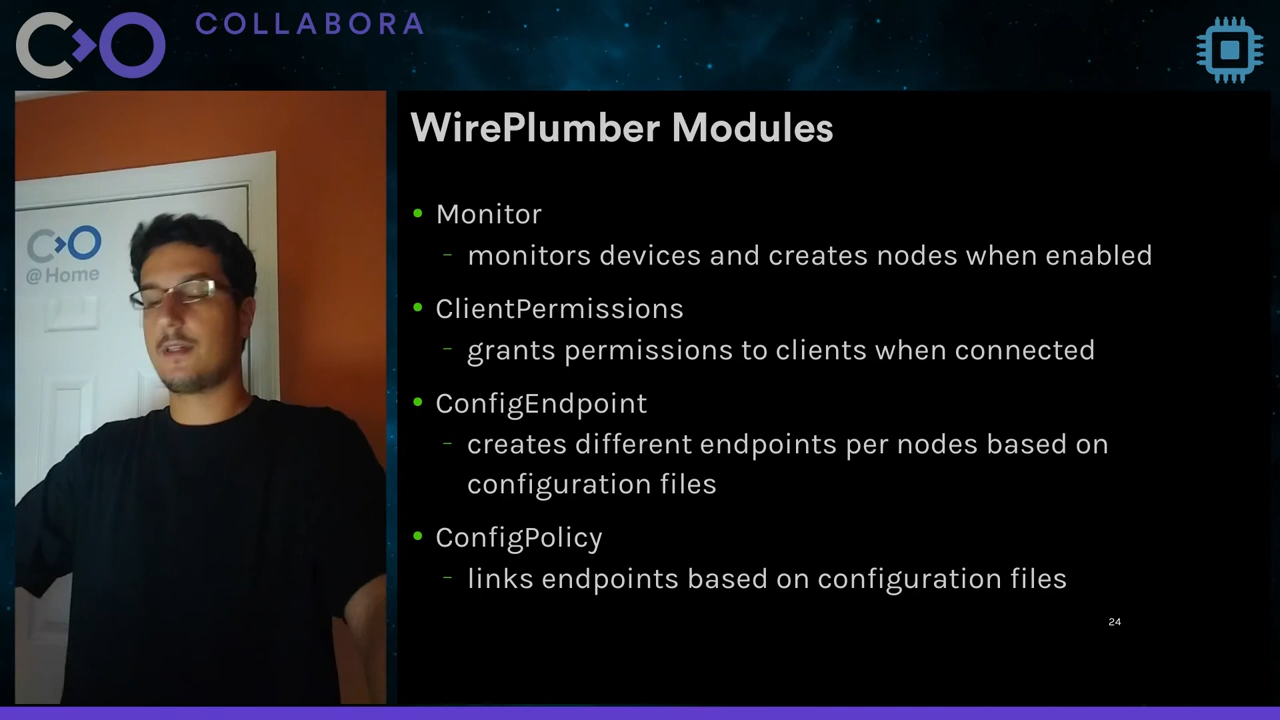 COLLABORA
@Home
WirePlumber Modules
• Monitor
– monitors devices and creates nodes when enabled
• ClientPermissions
– grants permissions to clients when connected
• ConfigEndpoint
– creates different endpoints per nodes based on
configuration files
• ConfigPolicy
– links endpoints based on configuration files
24